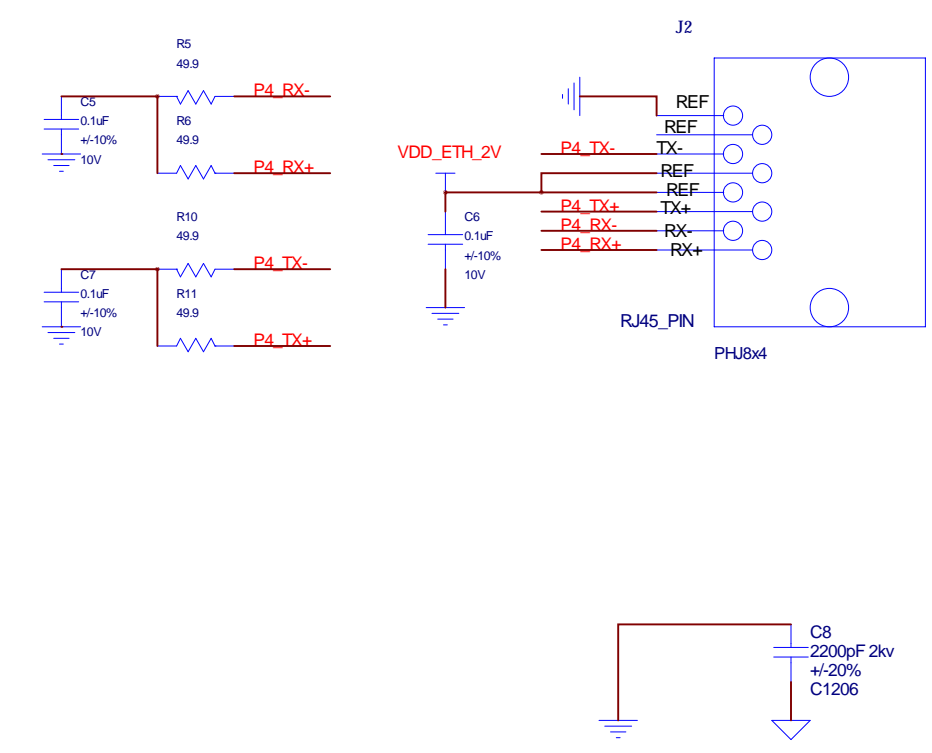 J2
R5
49.9
P4_RX-
C5
0.1uF
+/-10%
10V
R6
49.9
P4_RX+
R10
49.9
P4_TX-
C7
0.1uF
+/-10%
10V
R11
49.9
P4_TX+
VDD_ETH_2V
C6
0.1uF
+/-10%
10V
REF
REF
P4_TX- TX-
REF
REF
P4_TX+ TX+
P4_RX- RX-
P4_RX+ RX+
RJ45_PIN
PHJ8x4
C8
2200pF 2kv
+/-20%
C1206